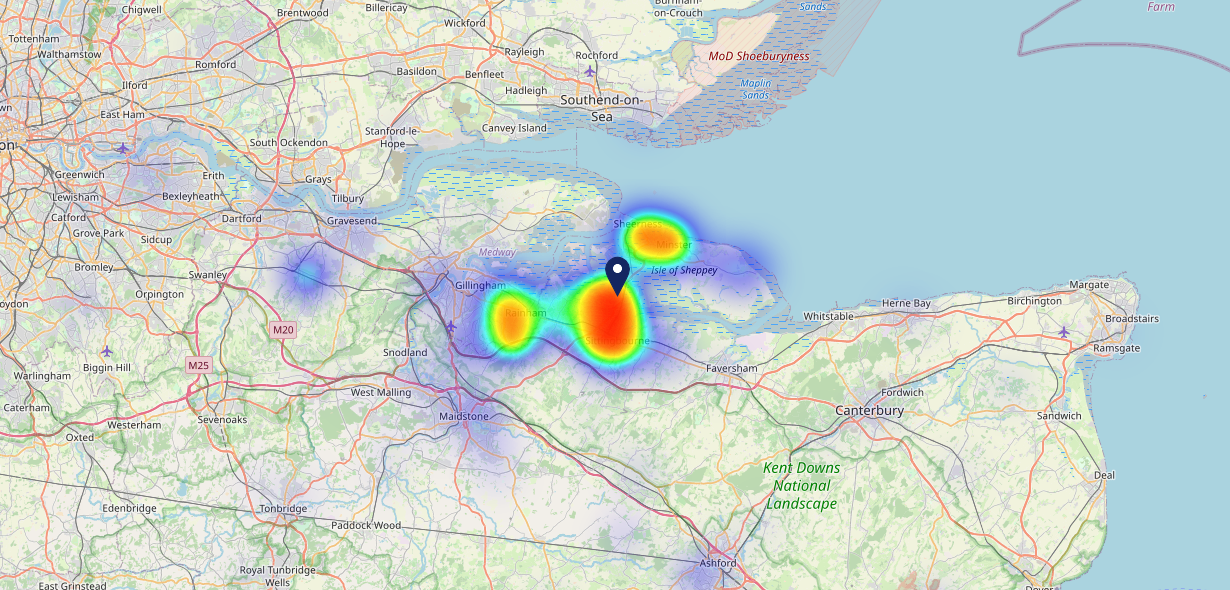 Chigwell
Brentwood
Billericay
Wickford
Burnham-
on-Crouch
Sands
Farm
Tottenham
Walthamstow
Romford
Rayleigh
Rochford
MoD Shoeburyness
Ilford
Basildon
Benfleet
Hadleigh
Maplin
Sands
Southend-on-
Sea
East Ham
Canvey Island
Stanford-le-
Hope
South Ockendon
Greenwich
Erith
Grays
Lewisham
Bexleyheath
Tilbury
Catford
Dartford
Gravesend
Grove Park
Sidcup
Sheerness
Minster
Medway
Bromley
Swanley
Isle of Sheppey
Gillingham
Orpington
Rainham
Margate
Birchington
Herne Bay
Whitstable
Broadstairs
M20
Snodland
Ramsgate
M25
Biggin Hill
Faversham
Warlingham
West Malling
Fordwich
Caterham
Westerham
Sevenoaks
Maidstone
Canterbury
Sandwich
Oxted
Kent Downs
National
Landscape
Deal
Edenbridge
Tonbridge
Paddock Wood
Ashford
Royal Tunbridge
Wells
East Grinstead